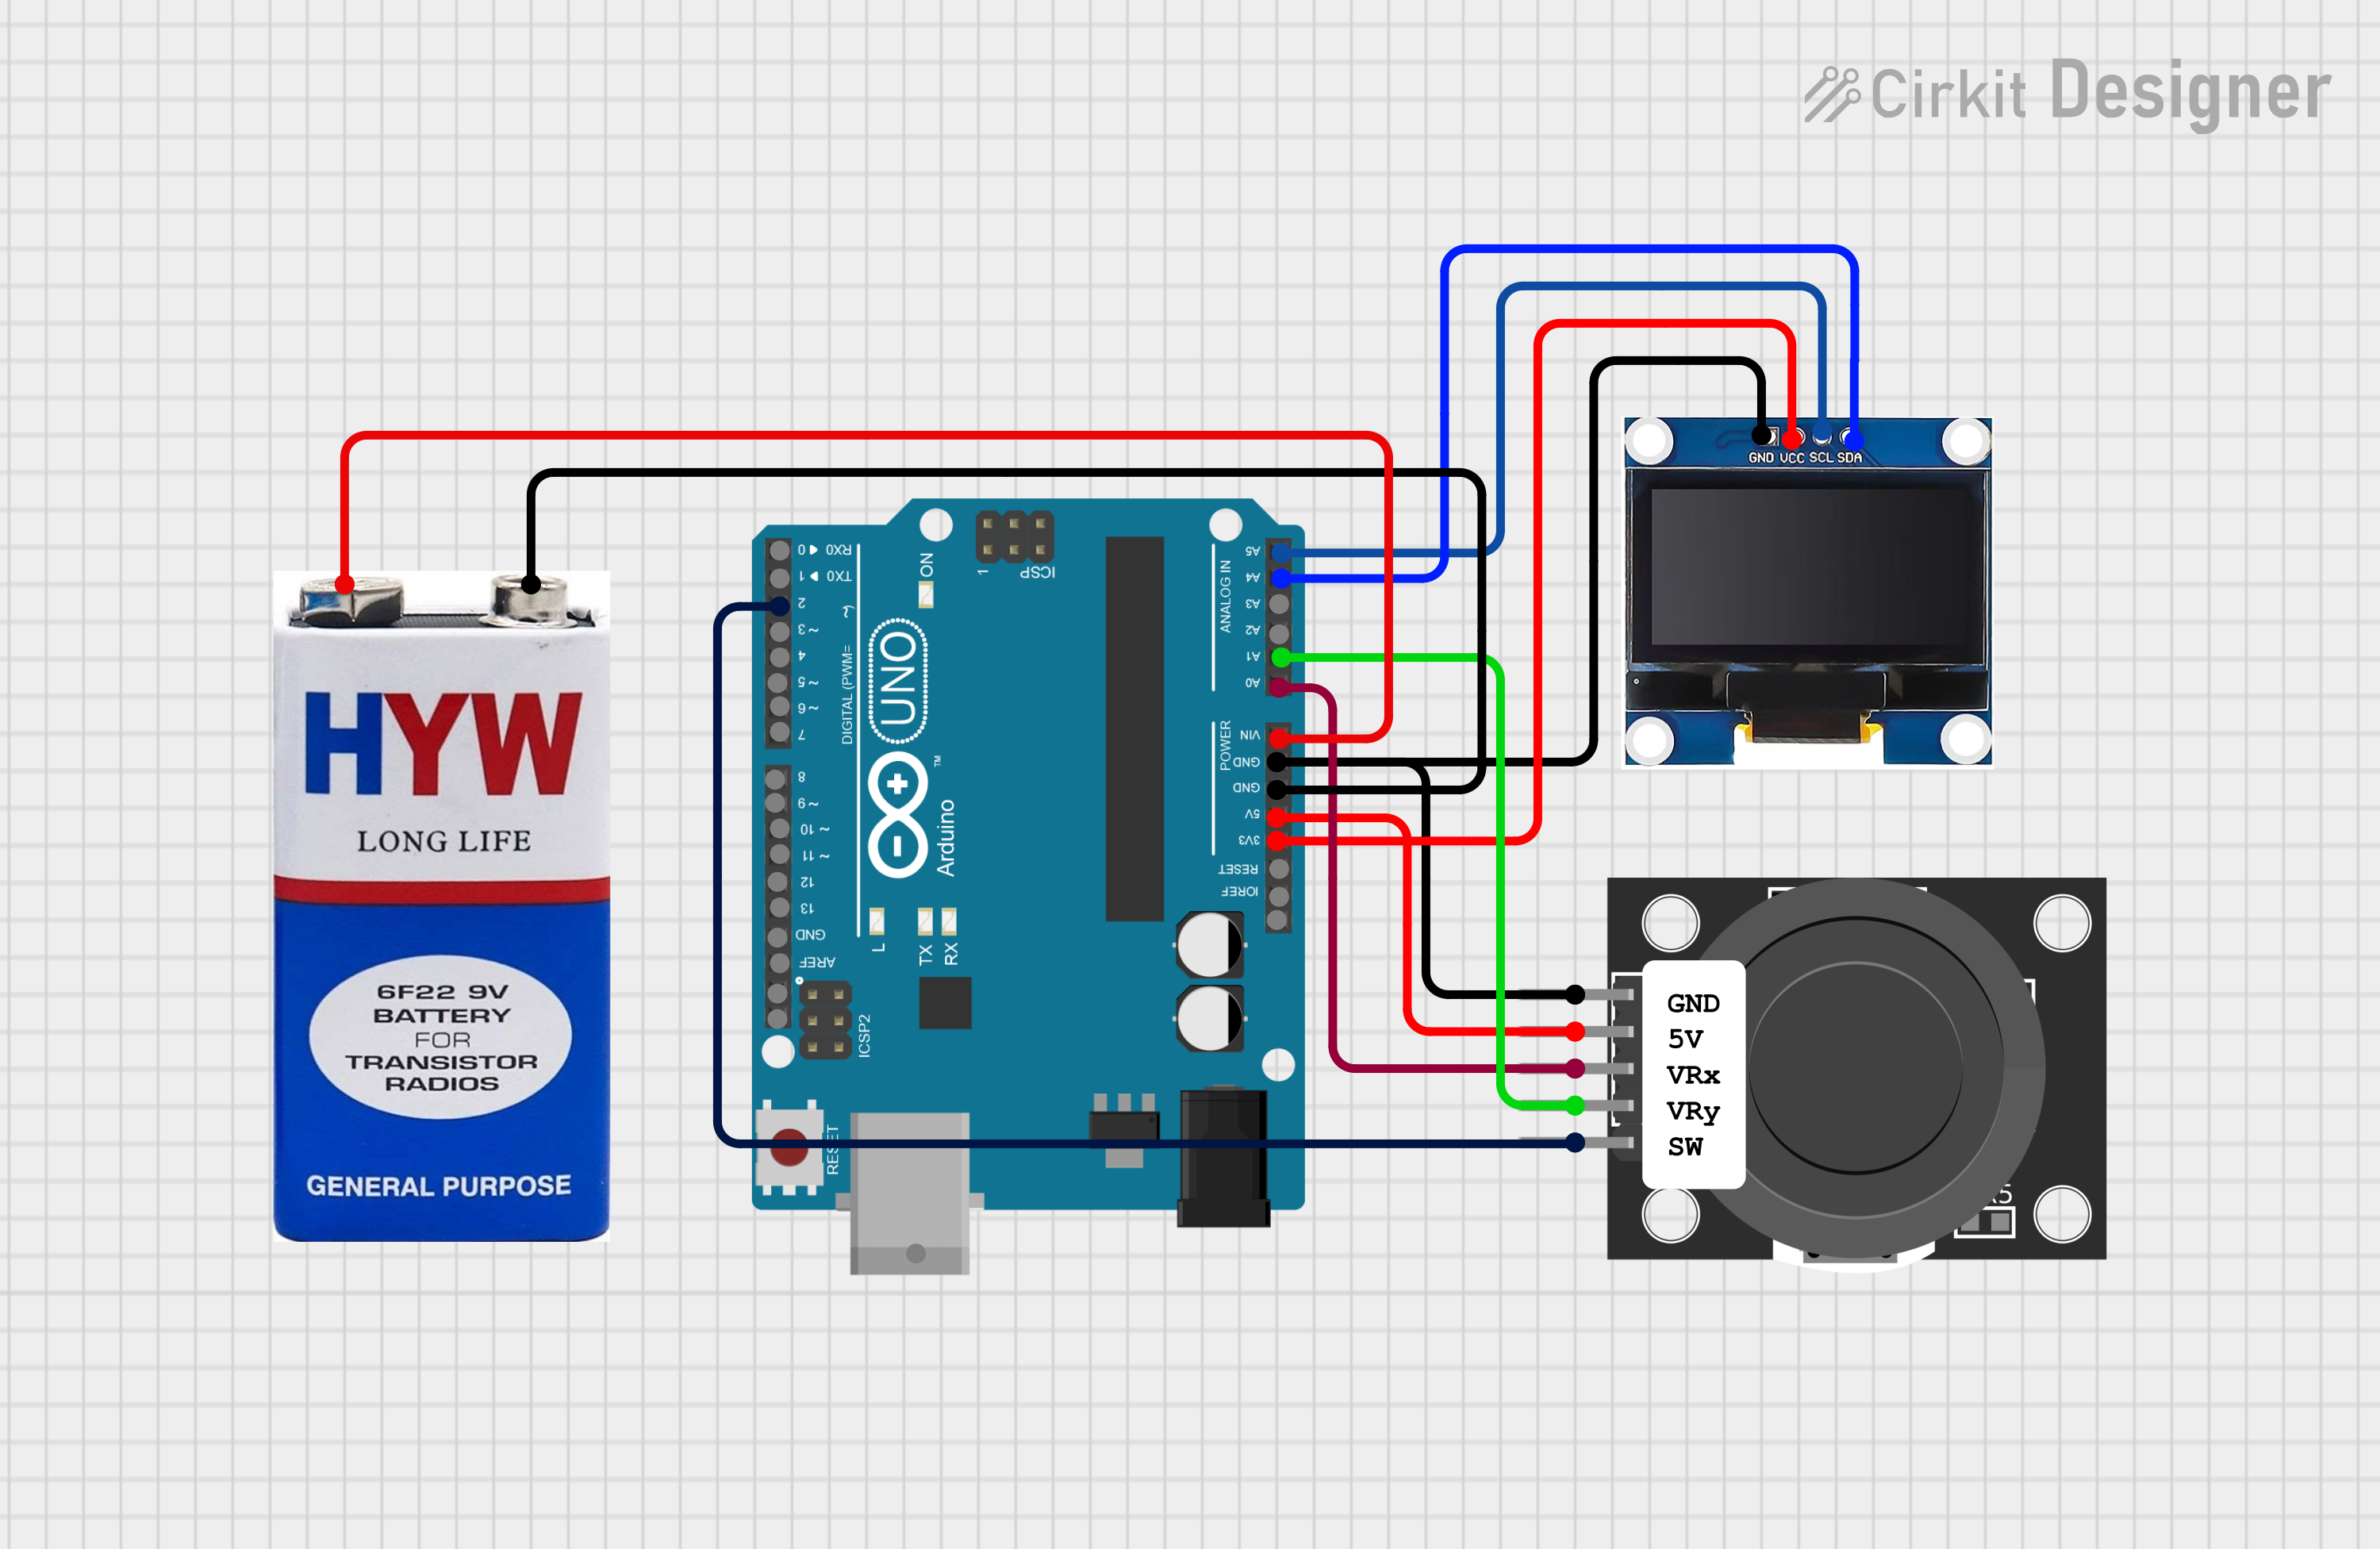 Cirkit Designer
GND VCC SCL SDA
HYW
LONG LIFE
6F22 9V
BATTERY
FOR
TRANSISTOR
RADIOS
GENERAL PURPOSE
RX0 ▶ 0
TX0 ◀ 1
2
~ 3
4
~ 5
~ 6
7
8
~ 9
~ 10
~ 11
12
13
GND
AREF
DIGITAL (PWM= ~)
ON
1
ICSP
UNO
Arduino
TM
L
TX
RX
ICSP2
RESET
ANALOG IN
A5
A4
A3
A2
A1
A0
POWER
VIN
GND
GND
5V
3V3
RESET
IOREF
GND
5V
VRx
VRy
SW